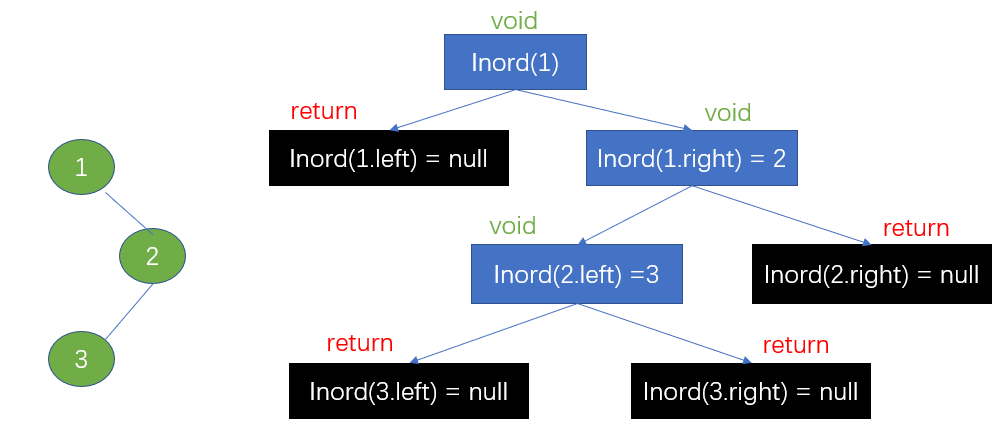 void
Inord(1)
return
void
Inord(1.left) = null
Inord(1.right) = 2
1
2
3
void
return
Inord(2.left) =3
Inord(2.right) = null
return
return
Inord(3.left) = null
Inord(3.right) = null